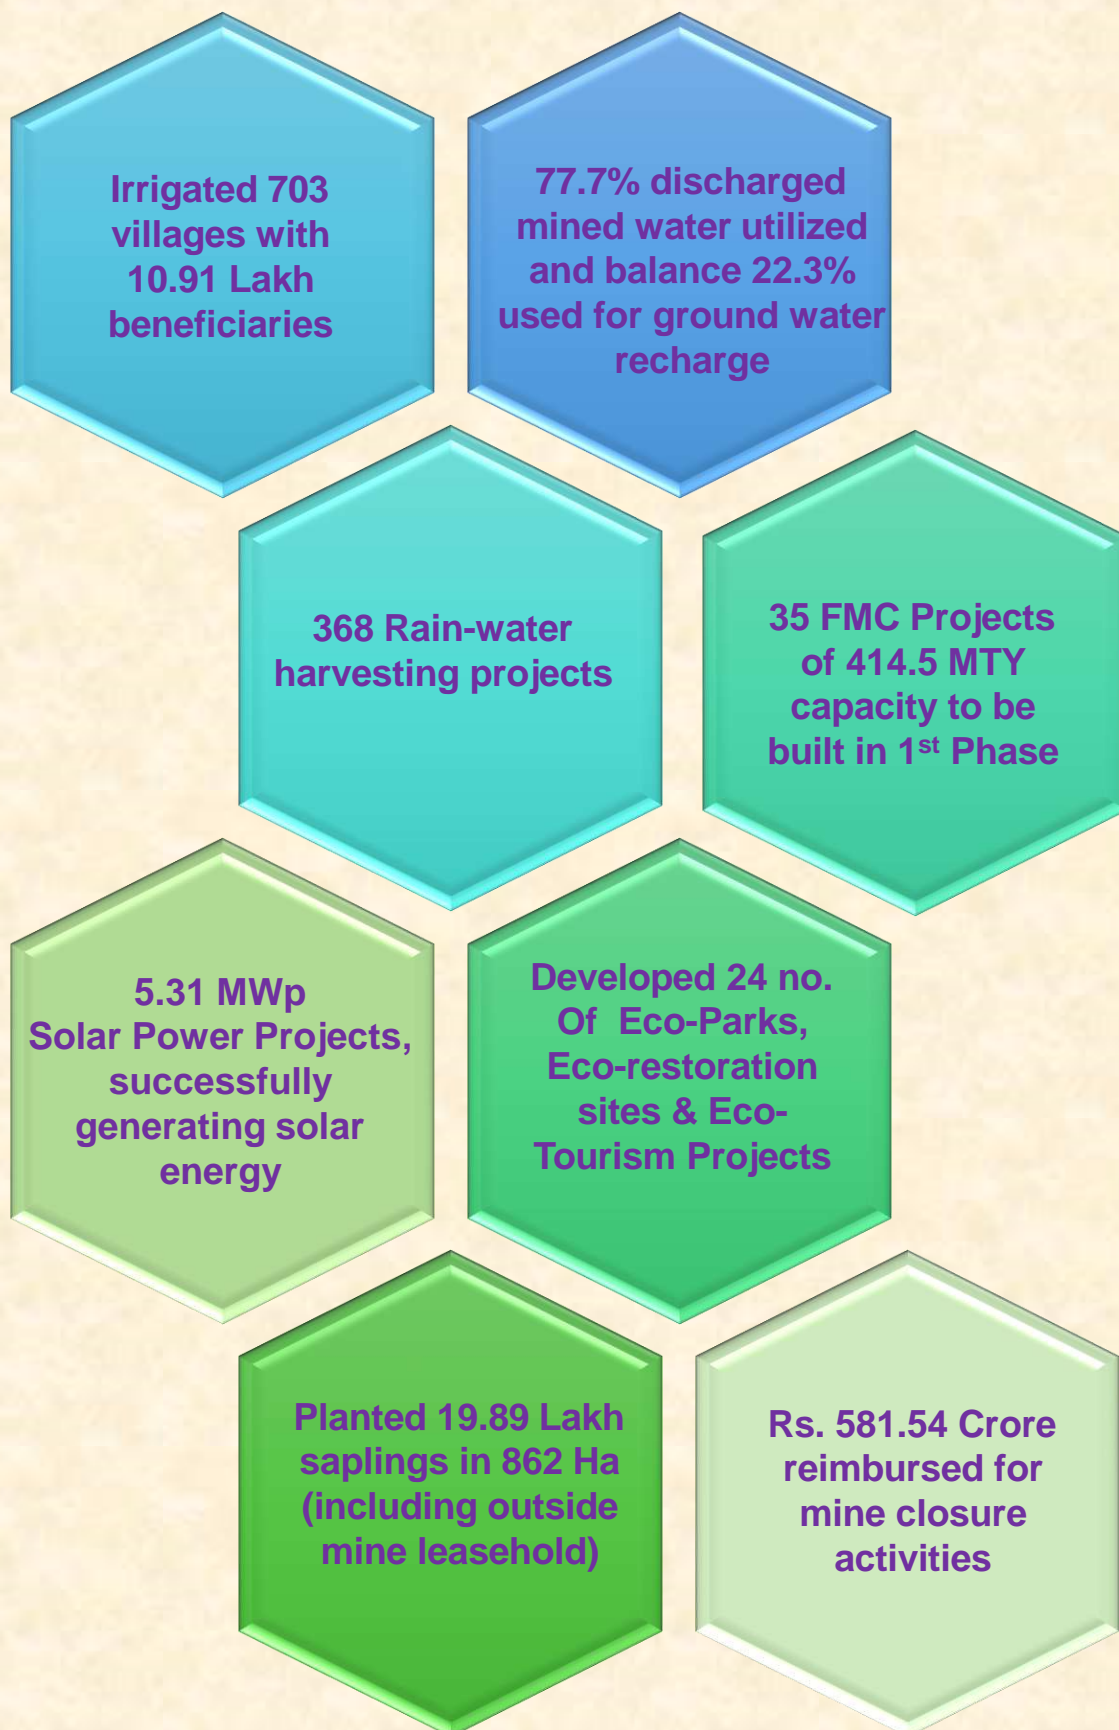 Irrigated 703
villages with
10.91 Lakh
beneficiaries
77.7% discharged
mined water utilized
and balance 22.3%
used for ground water
recharge
368 Rain-water
harvesting projects
35 FMC Projects
of 414.5 MTY
capacity to be
built in 1st Phase
5.31 MWp
Solar Power Projects,
successfully
generating solar
energy
Developed 24 no.
Of Eco-Parks,
Eco-restoration
sites & Eco-
Tourism Projects
Planted 19.89 Lakh
saplings in 862 Ha
(including outside
mine leasehold)
Rs. 581.54 Crore
reimbursed for
mine closure
activities